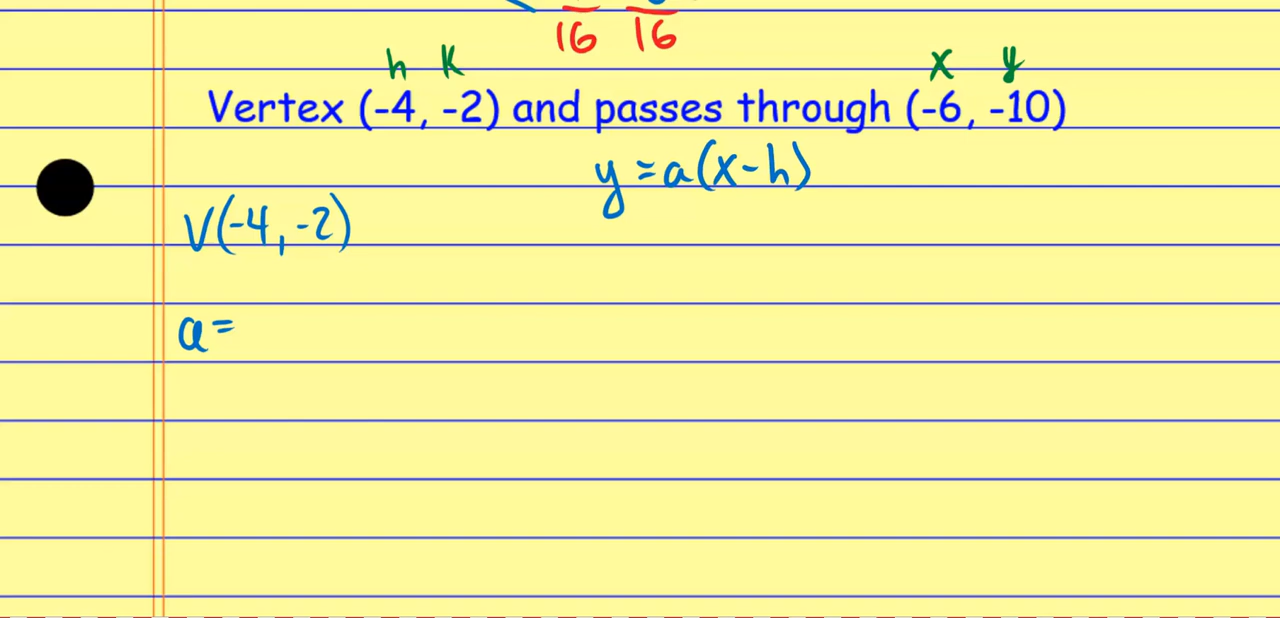 16 16
h k
x y
Vertex (-4, -2) and passes through (-6, -10)
y = a(x-h)
V(-4, -2)
a =